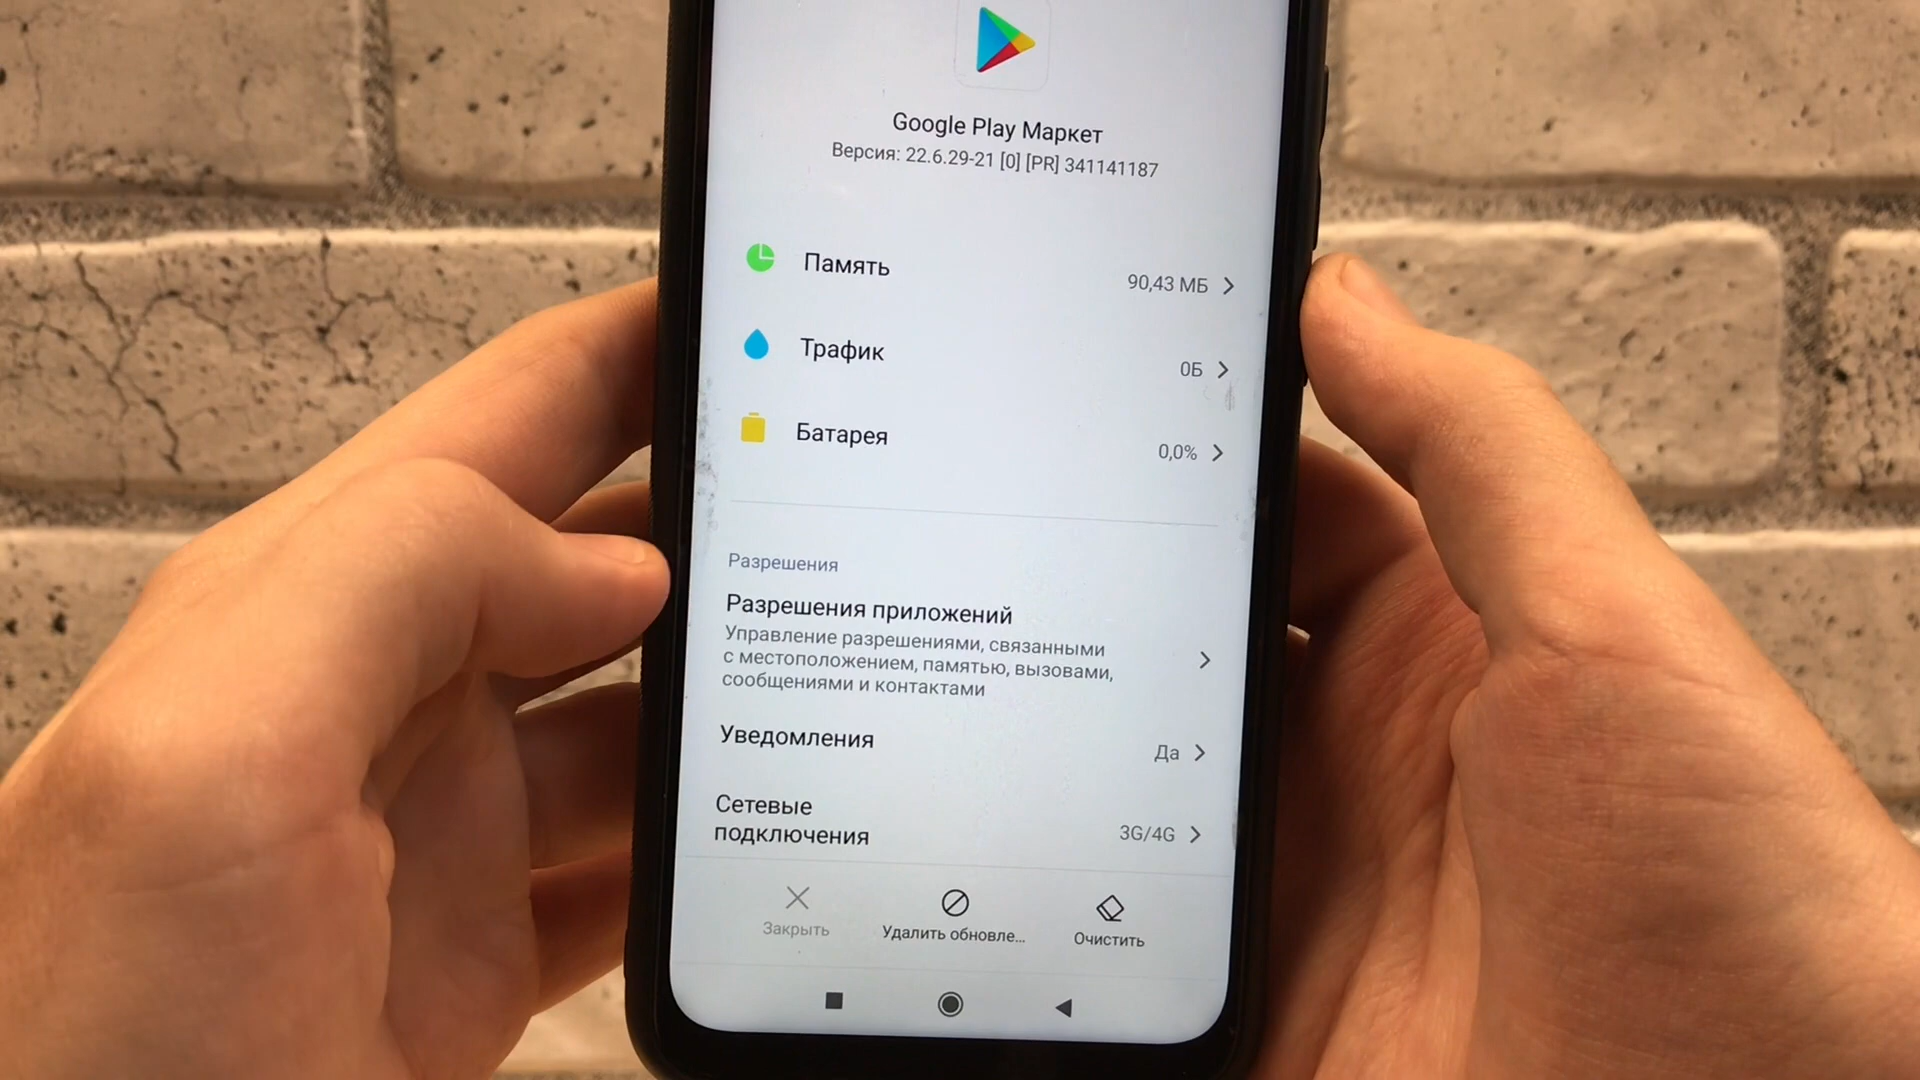 Google Play Маркет
Версия: 22.6.29-21 [0] [PR] 341141187
Память
90,43 МБ
Трафик
0Б
Батарея
0,0%
Разрешения
Разрешения приложений
Управление разрешениями, связанными
с местоположением, памятью, вызовами,
сообщениями и контактами
Уведомления
Да
Сетевые
подключения
3G/4G
Закрыть
Удалить обновле...
Очистить